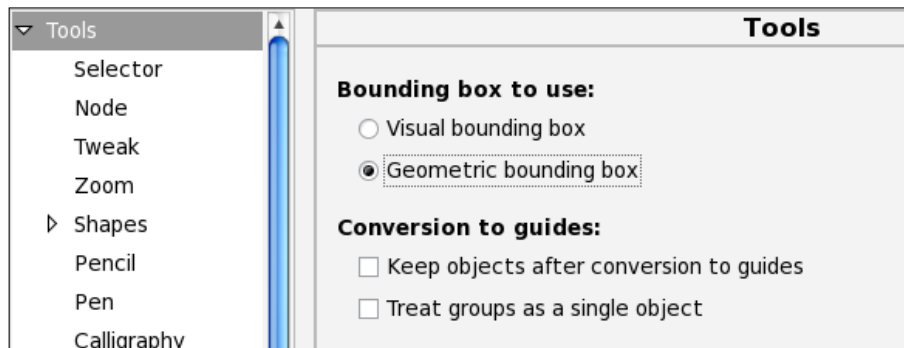 Tools
Selector
Node
Tweak
Zoom
Shapes
Pencil
Pen
Calligraphy
Tools
Bounding box to use:
Visual bounding box
Geometric bounding box
Conversion to guides:
Keep objects after conversion to guides
Treat groups as a single object